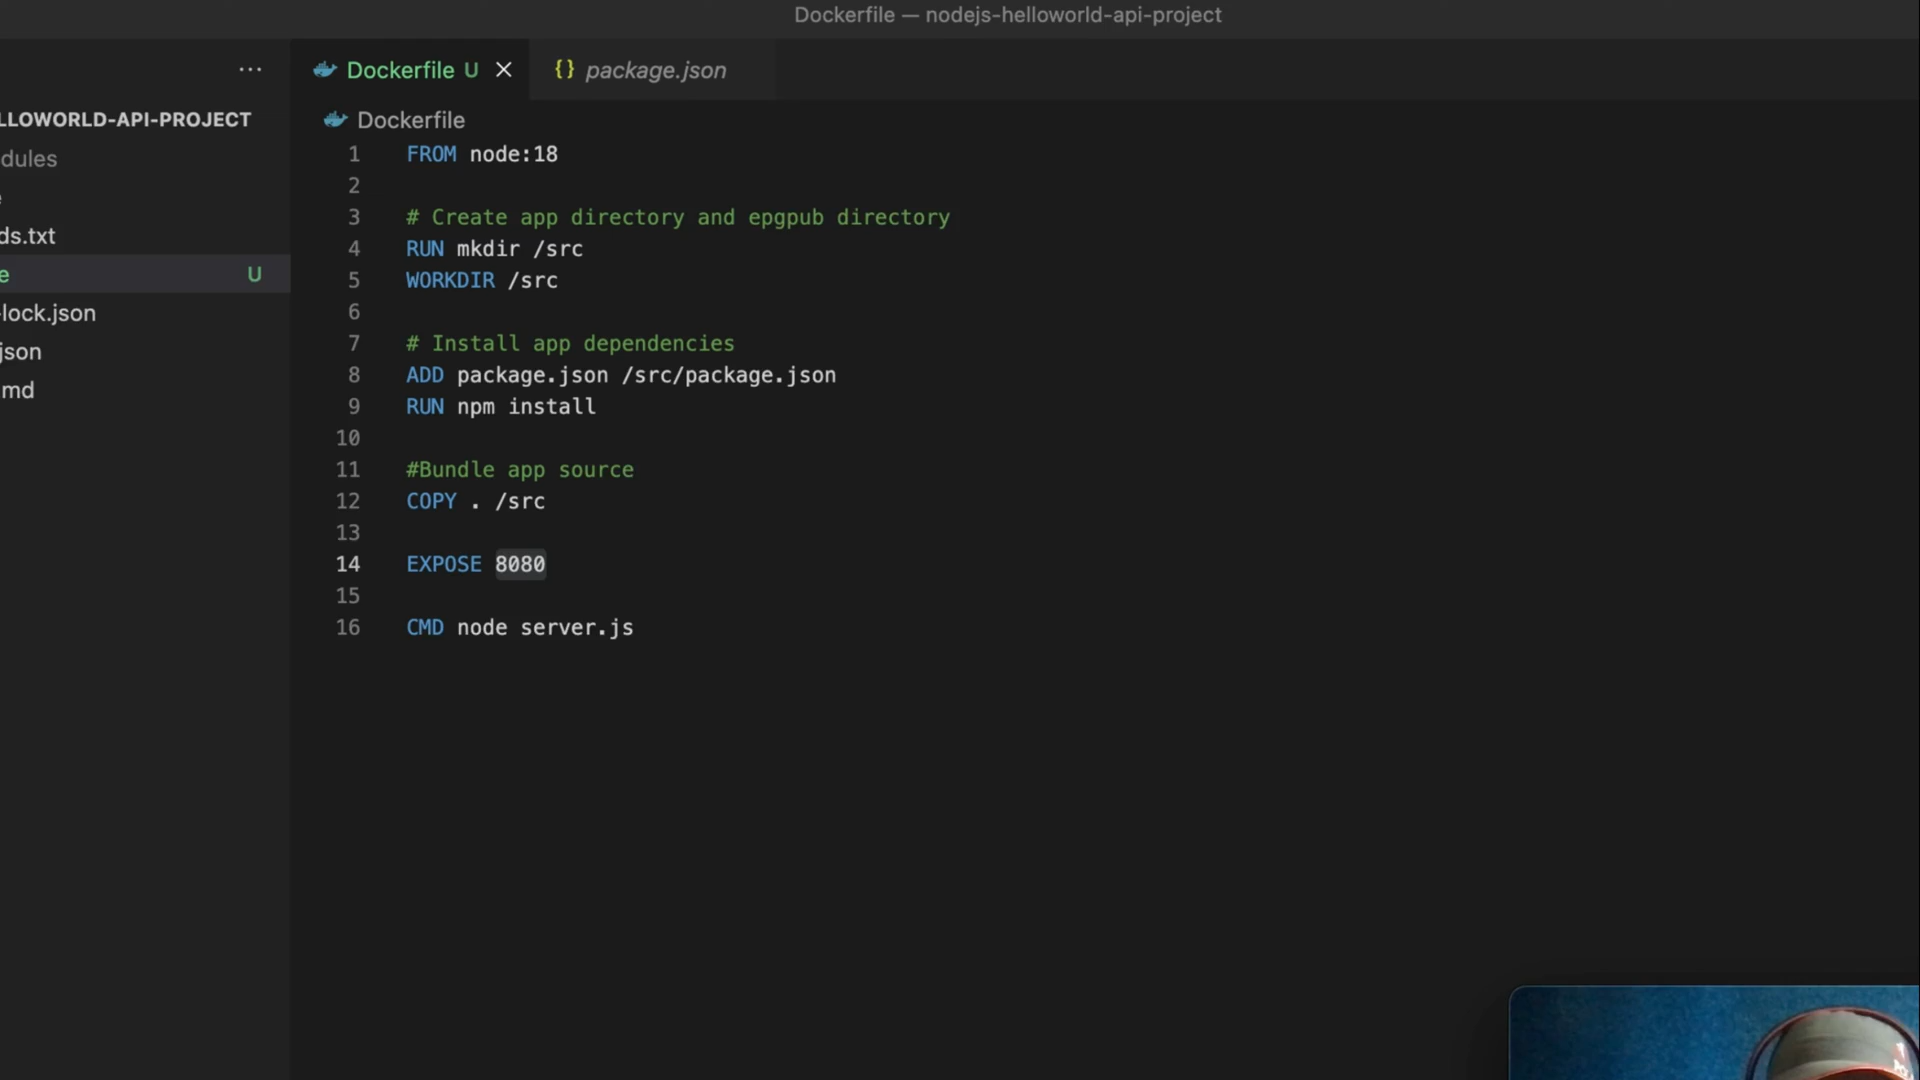 Dockerfile — nodejs-helloworld-api-project
Dockerfile U
package.json
LLOWORLD-API-PROJECT
dules
e
ds.txt
e U
-lock.json
json
md
Dockerfile
1 FROM node:18
2
3 # Create app directory and epgpub directory
4 RUN mkdir /src
5 WORKDIR /src
6
7 # Install app dependencies
8 ADD package.json /src/package.json
9 RUN npm install
10
11 #Bundle app source
12 COPY . /src
13
14 EXPOSE 8080
15
16 CMD node server.js